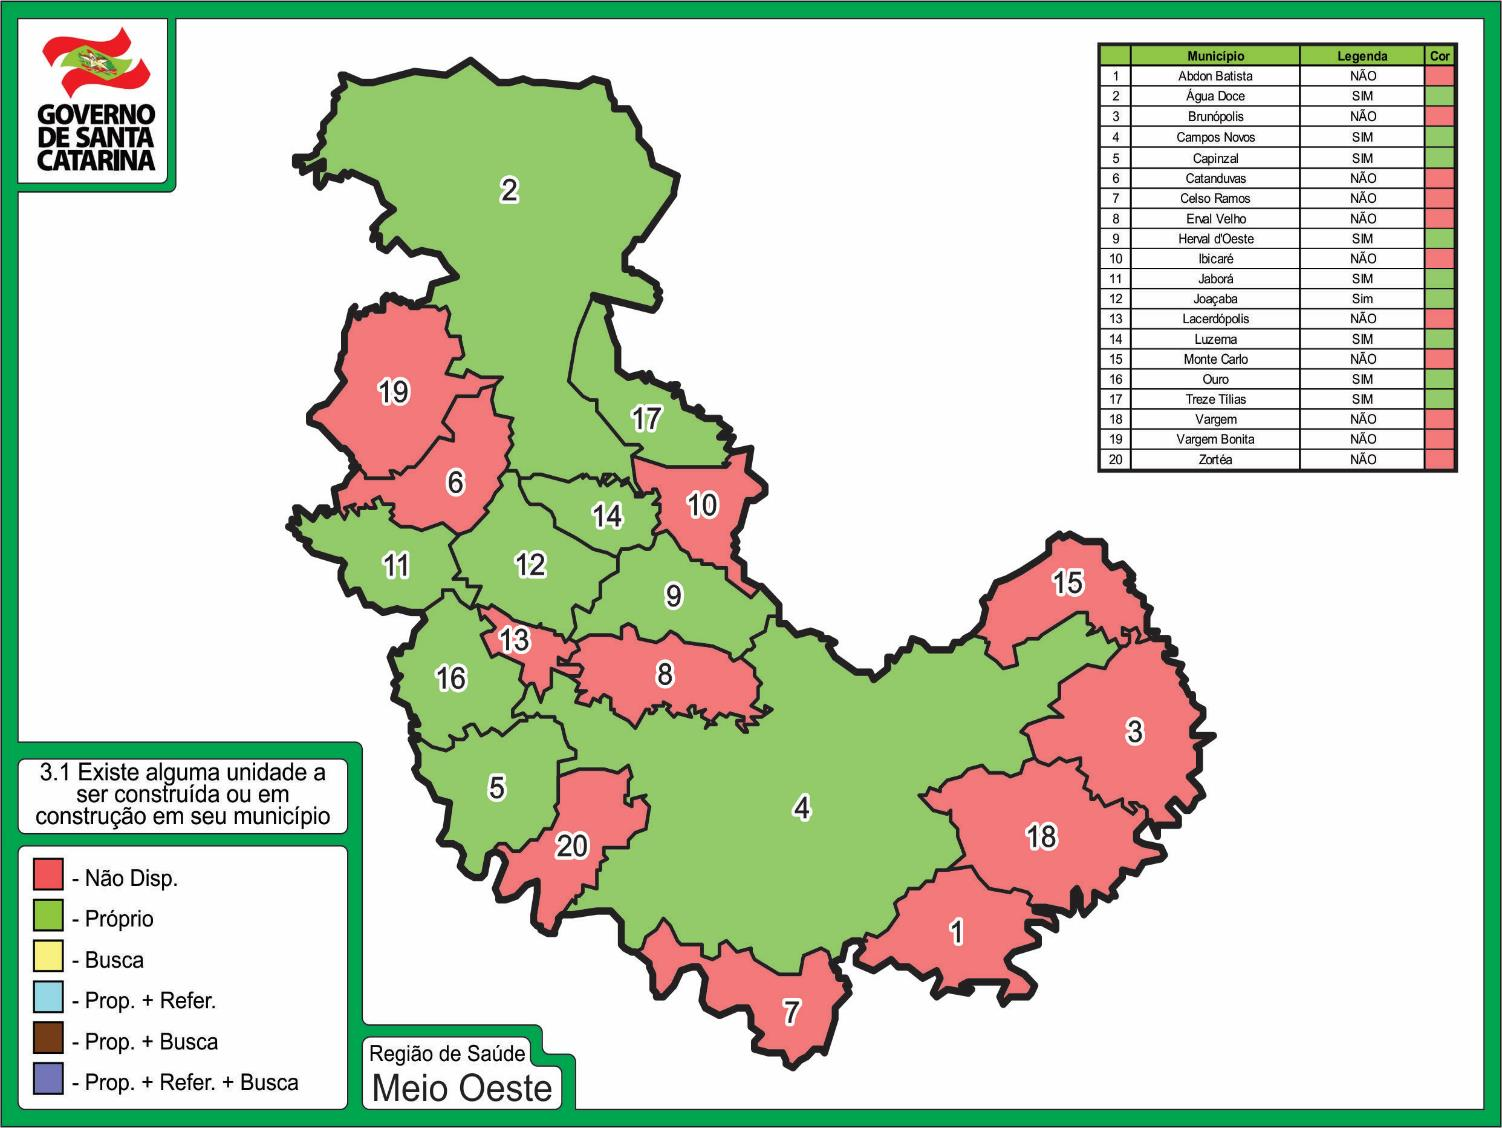 GOVERNO
DE SANTA
CATARINA
Município Legenda Cor
1 Abdon Batista NÃO
2 Água Doce SIM
3 Brunópolis NÃO
4 Campos Novos SIM
5 Capinzal SIM
6 Catanduvas NÃO
7 Celso Ramos NÃO
8 Erval Velho NÃO
9 Herval d'Oeste SIM
10 Ibicaré NÃO
11 Jaborá SIM
12 Joaçaba Sim
13 Lacerdópolis NÃO
14 Luzerna SIM
15 Monte Carlo NÃO
16 Ouro SIM
17 Treze Tílias SIM
18 Vargem NÃO
19 Vargem Bonita NÃO
20 Zortéa NÃO
2
19
17
6
10
14
11
12
9
15
13
16
8
3
5
4
20
18
1
7
3.1 Existe alguma unidade a
ser construída ou em
construção em seu município
- Não Disp.
- Próprio
- Busca
- Prop. + Refer.
- Prop. + Busca
- Prop. + Refer. + Busca
Região de Saúde
Meio Oeste